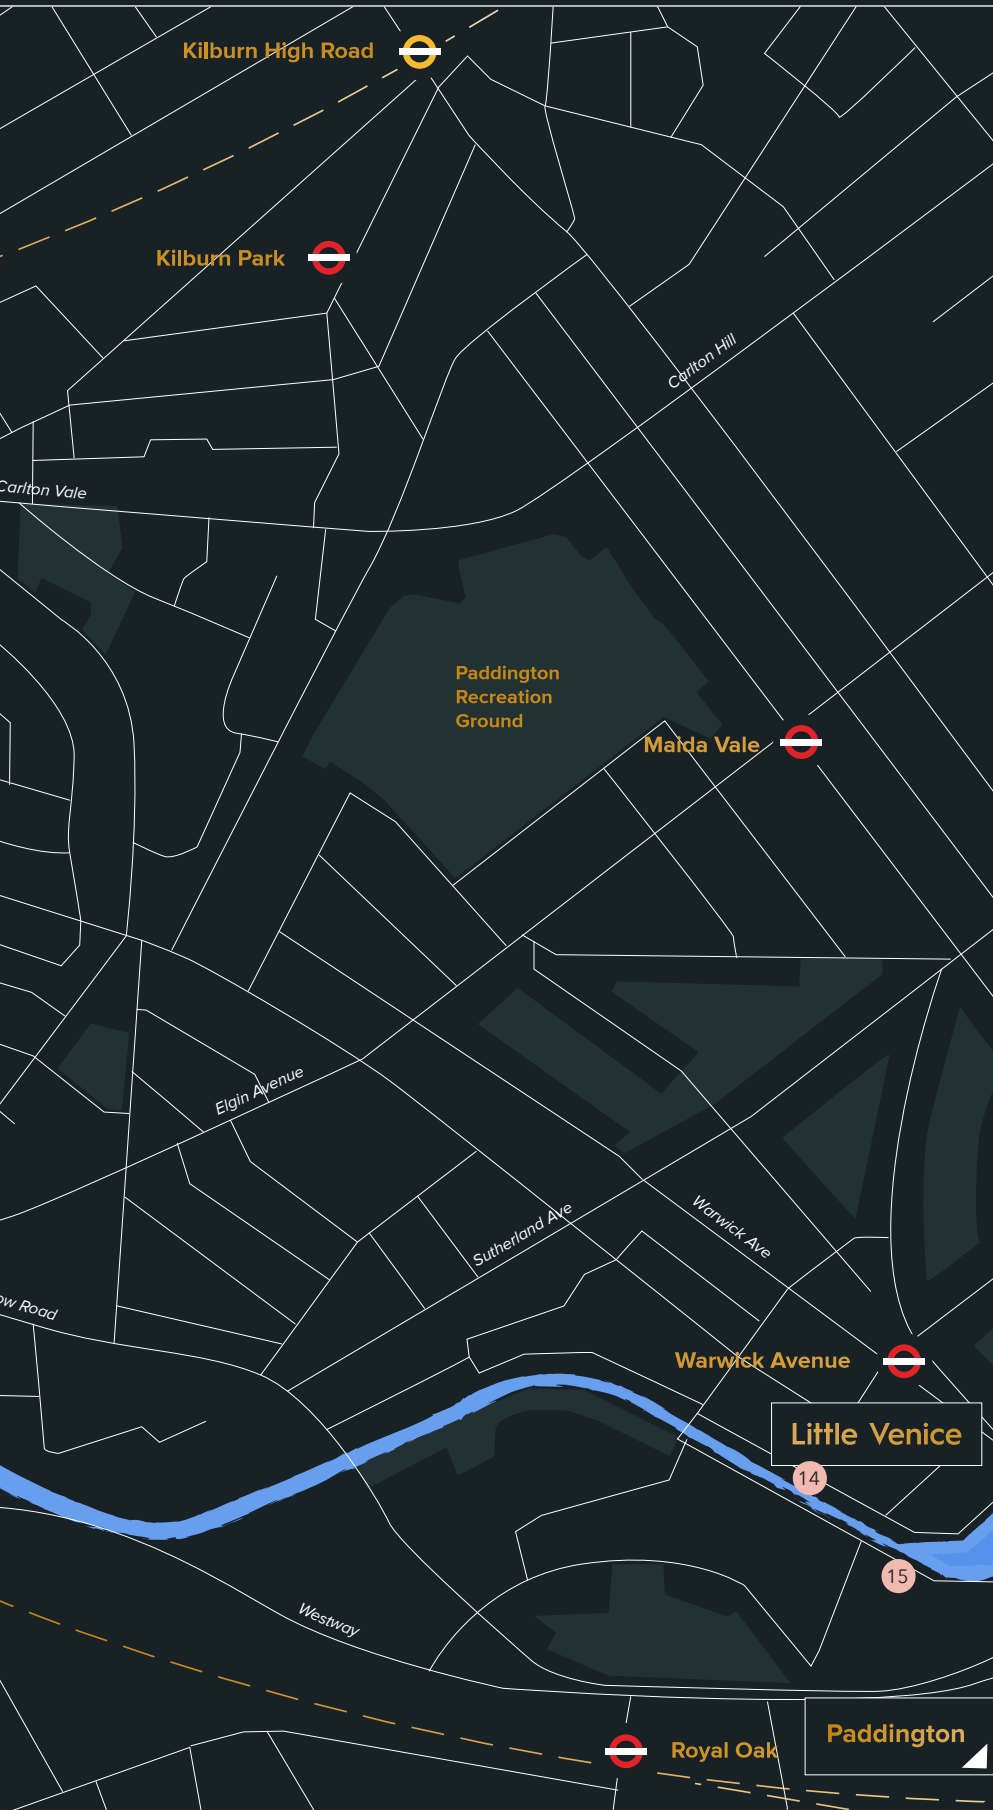 Kilburn High Road
Kilburn Park
Carlton Hill
Carlton Vale
Paddington
Recreation
Ground
Maida Vale
Elgin Avenue
Sutherland Ave
Warwick Ave
ow Road
Warwick Avenue
Little Venice
14
15
Westway
Royal Oak
Paddington